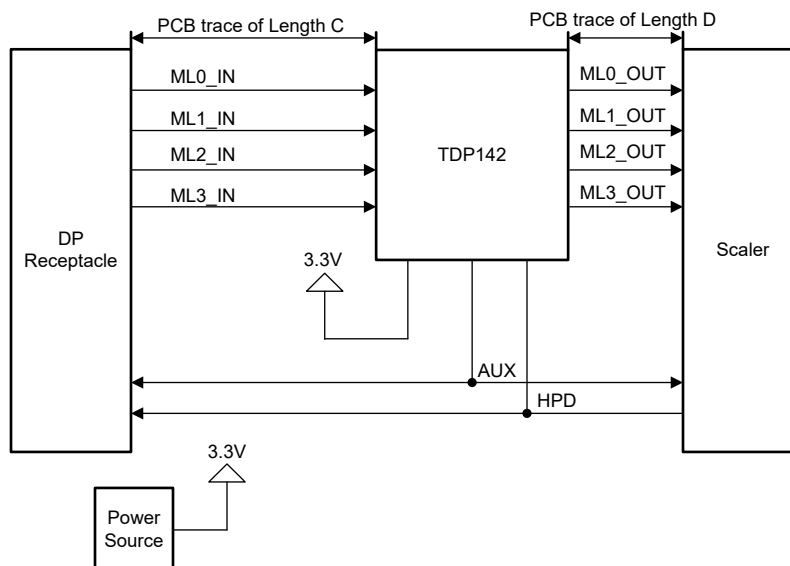 PCB trace of Length C
PCB trace of Length D
ML0_IN
ML1_IN
ML2_IN
ML3_IN
TDP142
ML0_OUT
ML1_OUT
ML2_OUT
ML3_OUT
DP
Receptacle
Scaler
3.3V
AUX
HPD
3.3V
Power
Source